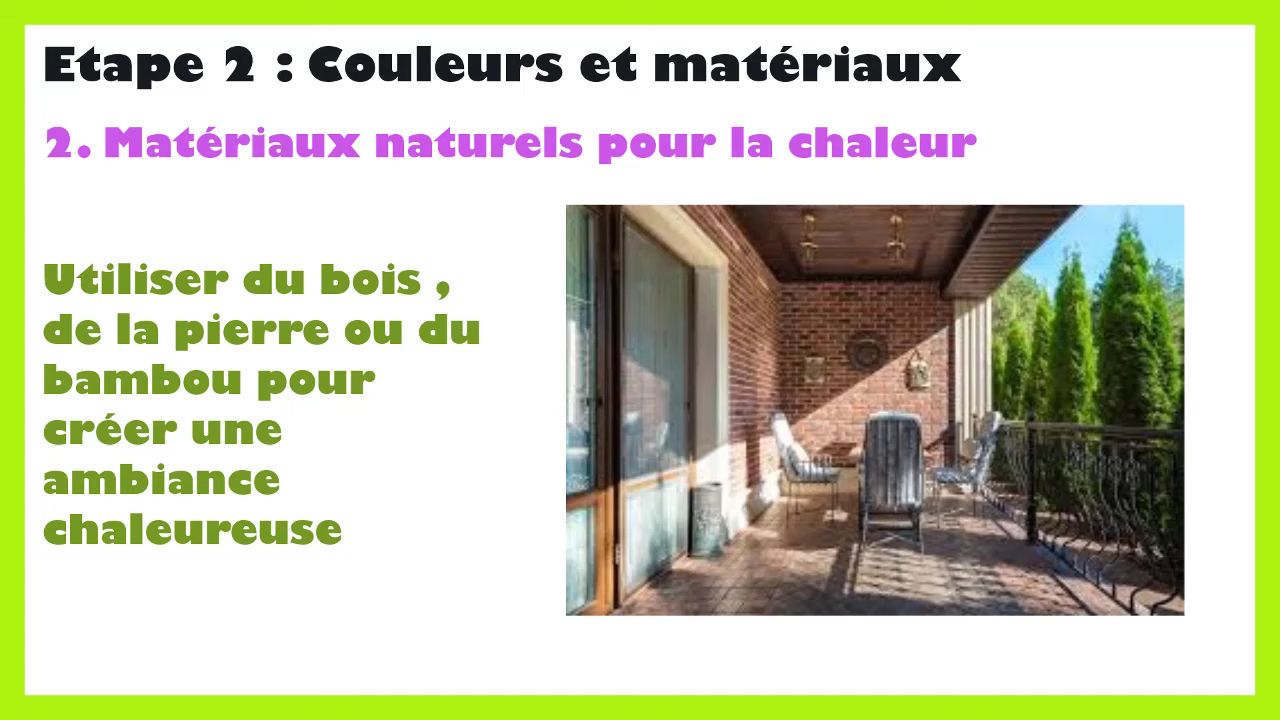 Etape 2 : Couleurs et matériaux
2. Matériaux naturels pour la chaleur
Utiliser du bois ,
de la pierre ou du
bambou pour
créer une
ambiance
chaleureuse